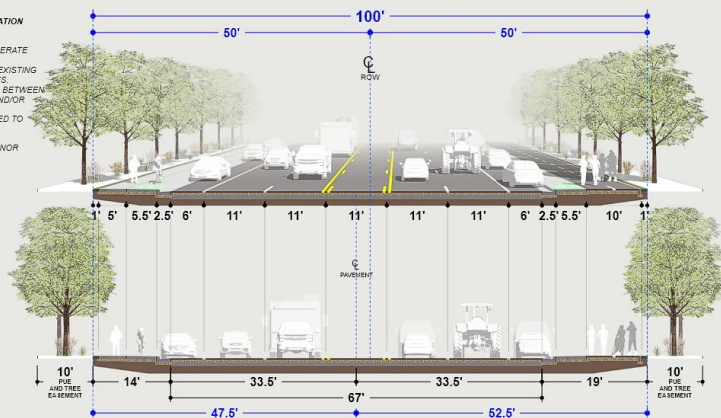 100'
50' 50'
ATION
ERATE
EXISTING
S.
BETWEEN
ND/OR
ED TO
NOR
CL
ROW
1' 5' 5.5' 2.5' 6' 11' 11' 11' 11' 11' 6' 2.5' 5.5' 10' 1'
CL
PAVEMENT
10' 14' 33.5' 33.5' 19' 10'
PUE
AND TREE
EASEMENT
PUE
AND TREE
EASEMENT
67'
47.5' 52.5'